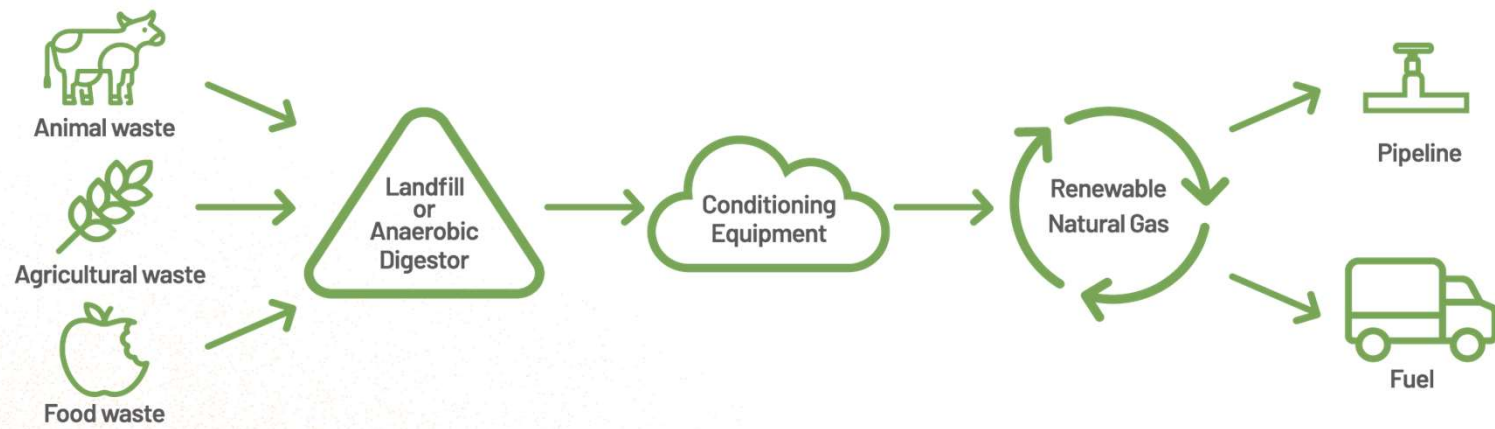 Animal waste
Agricultural waste
Food waste
Landfill
or
Anaerobic
Digestor
Conditioning
Equipment
Renewable
Natural Gas
Pipeline
Fuel